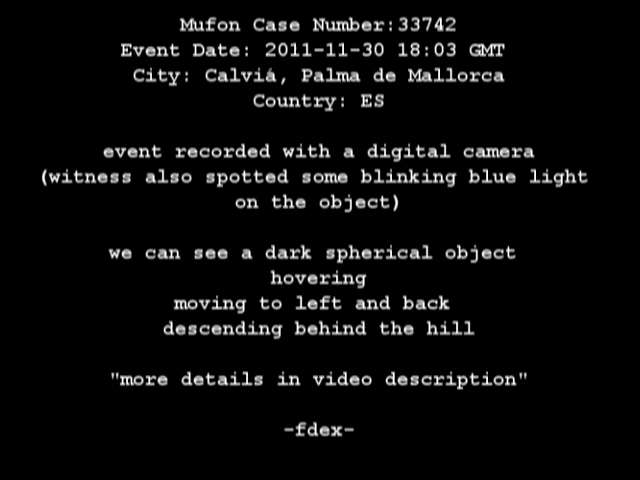 Mufon Case Number:33742
Event Date: 2011-11-30 18:03 GMT
City: Calviá, Palma de Mallorca
Country: ES
event recorded with a digital camera
(witness also spotted some blinking blue light
on the object)
we can see a dark spherical object
hovering
moving to left and back
descending behind the hill
"more details in video description"
-fdex-